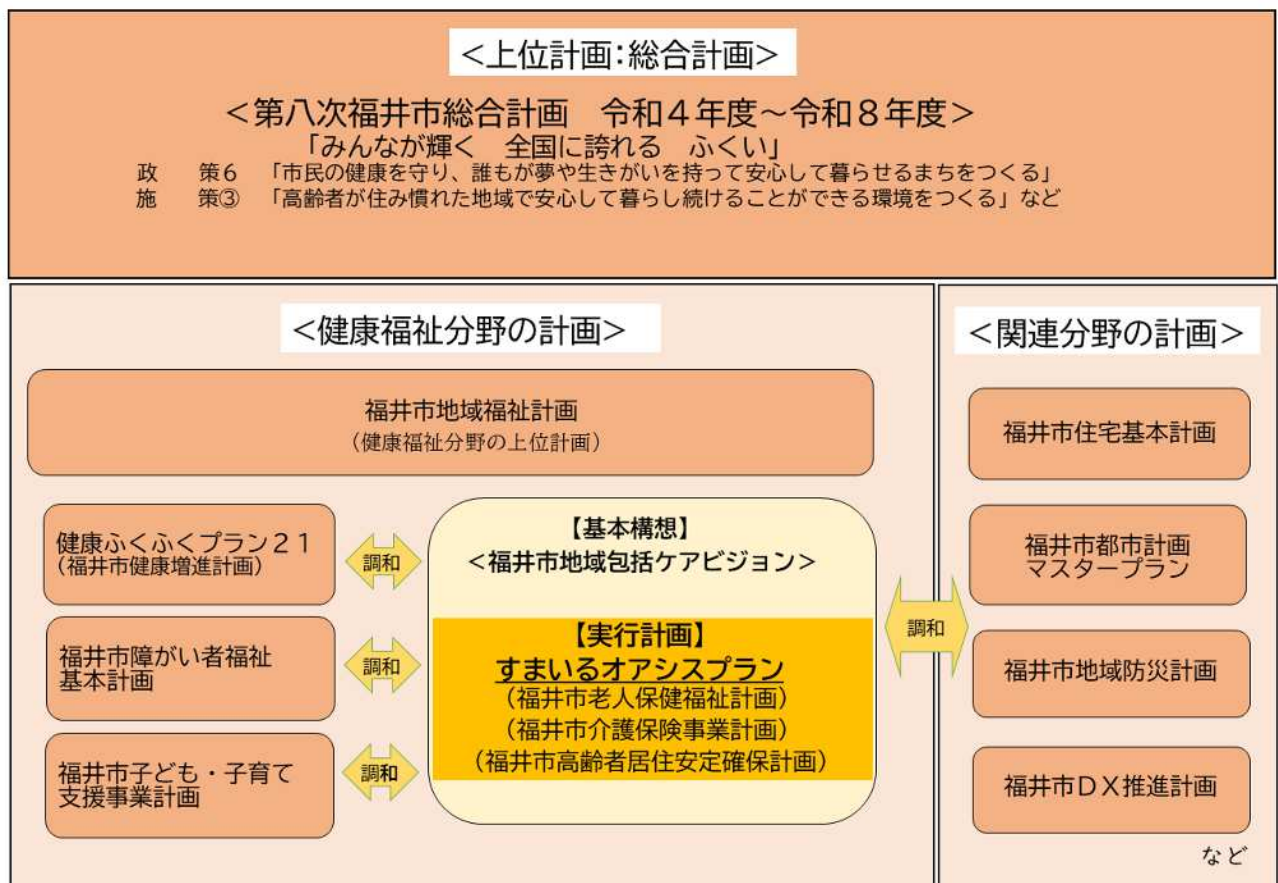 ＜上位計画：総合計画＞
＜第八次福井市総合計画　令和４年度～令和８年度＞
「みんなが輝く　全国に誇れる　ふくい」
政　　策６　「市民の健康を守り、誰もが夢や生きがいを持って安心して暮らせるまちをつくる」
施　　策③　「高齢者が住み慣れた地域で安心して暮らし続けることができる環境をつくる」など
＜健康福祉分野の計画＞
福井市地域福祉計画
（健康福祉分野の上位計画）
健康ふくふくプラン２１
（福井市健康増進計画）
調和
福井市障がい者福祉
基本計画
調和
福井市子ども・子育て
支援事業計画
調和
【基本構想】
＜福井市地域包括ケアビジョン＞
【実行計画】
すまいるオアシスプラン
（福井市老人保健福祉計画）
（福井市介護保険事業計画）
（福井市高齢者居住安定確保計画）
調和
＜関連分野の計画＞
福井市住宅基本計画
福井市都市計画
マスタープラン
福井市地域防災計画
福井市ＤＸ推進計画
など